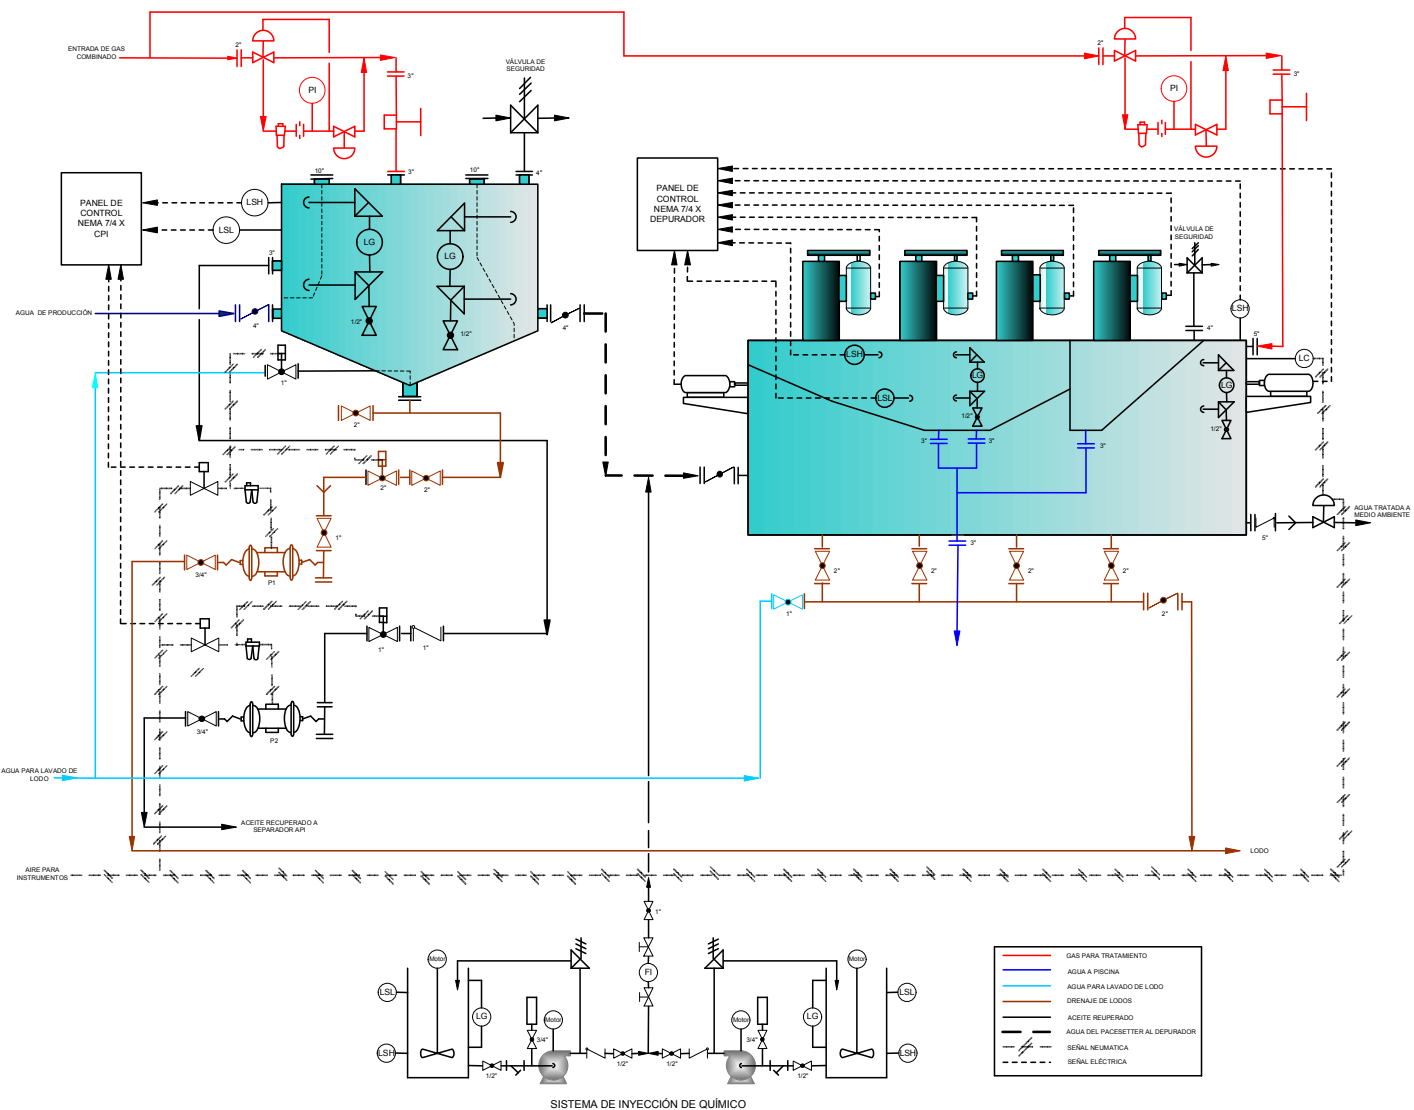 ENTRADA DE GAS
COMBINADO
2"
PI
3"
VÁLVULA DE
SEGURIDAD
2"
PI
3"
10"
3"
10"
4"
PANEL DE
CONTROL
NEMA 7/4 X
CPI
LSH
LSL
LG
LG
3"
AGUA DE PRODUCCIÓN
4"
1/2"
1/2"
4"
1"
PANEL DE
CONTROL
NEMA 7/4 X
DEPURADOR
VÁLVULA DE
SEGURIDAD
LSH
4"
5"
LC
LSH
LG
LSL
1/2"
LG
1/2"
3"
3"
3"
2"
2"
2"
1"
3/4"
P1
AGUA TRATADA A
MEDIO AMBIENTE
5"
3"
2"
2"
2"
2"
1"
2"
1"
1"
3/4"
P2
AGUA PARA LAVADO DE
LODO
ACEITE RECUPERADO A
SEPARADOR API
LODO
AIRE PARA
INSTRUMENTOS
1"
FI
Motor
LSL
LG
LSH
Motor
3/4"
1/2"
1/2"
1/2"
Motor
3/4"
1/2"
LG
Motor
LSL
LSH
SISTEMA DE INYECCIÓN DE QUÍMICO
GAS PARA TRATAMIENTO
AGUA A PISCINA
AGUA PARA LAVADO DE LODO
DRENAJE DE LODOS
ACEITE REUPERADO
AGUA DEL PACESETTER AL DEPURADOR
SEÑAL NEUMATICA
SEÑAL ELÉCTRICA